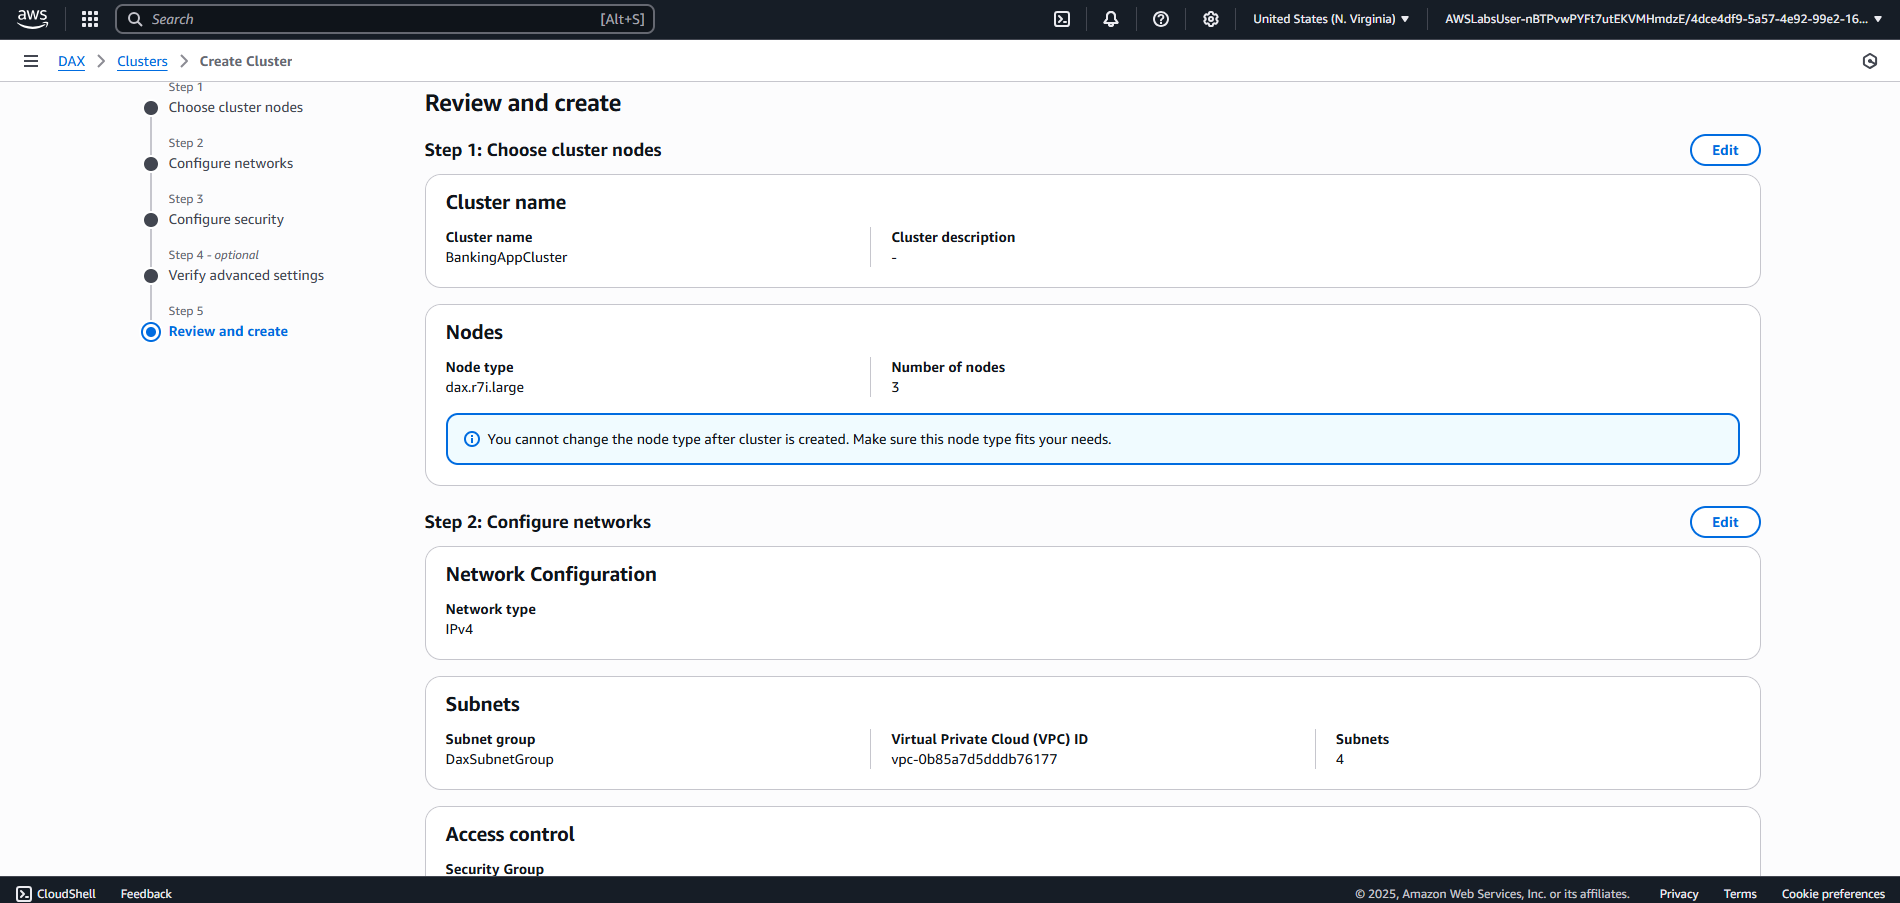 aws
Search
[Alt+S]
United States (N. Virginia)
AWSLabsUser-nBTPvwPYFt7utEKVMHmdzE/4dce4df9-5a57-4e92-99e2-16...
DAX
Clusters
Create Cluster
Step 1
Choose cluster nodes
Step 2
Configure networks
Step 3
Configure security
Step 4 - optional
Verify advanced settings
Step 5
Review and create
Review and create
Step 1: Choose cluster nodes
Edit
Cluster name
Cluster name
BankingAppCluster
Cluster description
-
Nodes
Node type
dax.r7i.large
Number of nodes
3
You cannot change the node type after cluster is created. Make sure this node type fits your needs.
Step 2: Configure networks
Edit
Network Configuration
Network type
IPv4
Subnets
Subnet group
DaxSubnetGroup
Virtual Private Cloud (VPC) ID
vpc-0b85a7d5dddb76177
Subnets
4
Access control
Security Group
CloudShell
Feedback
© 2025, Amazon Web Services, Inc. or its affiliates.
Privacy
Terms
Cookie preferences